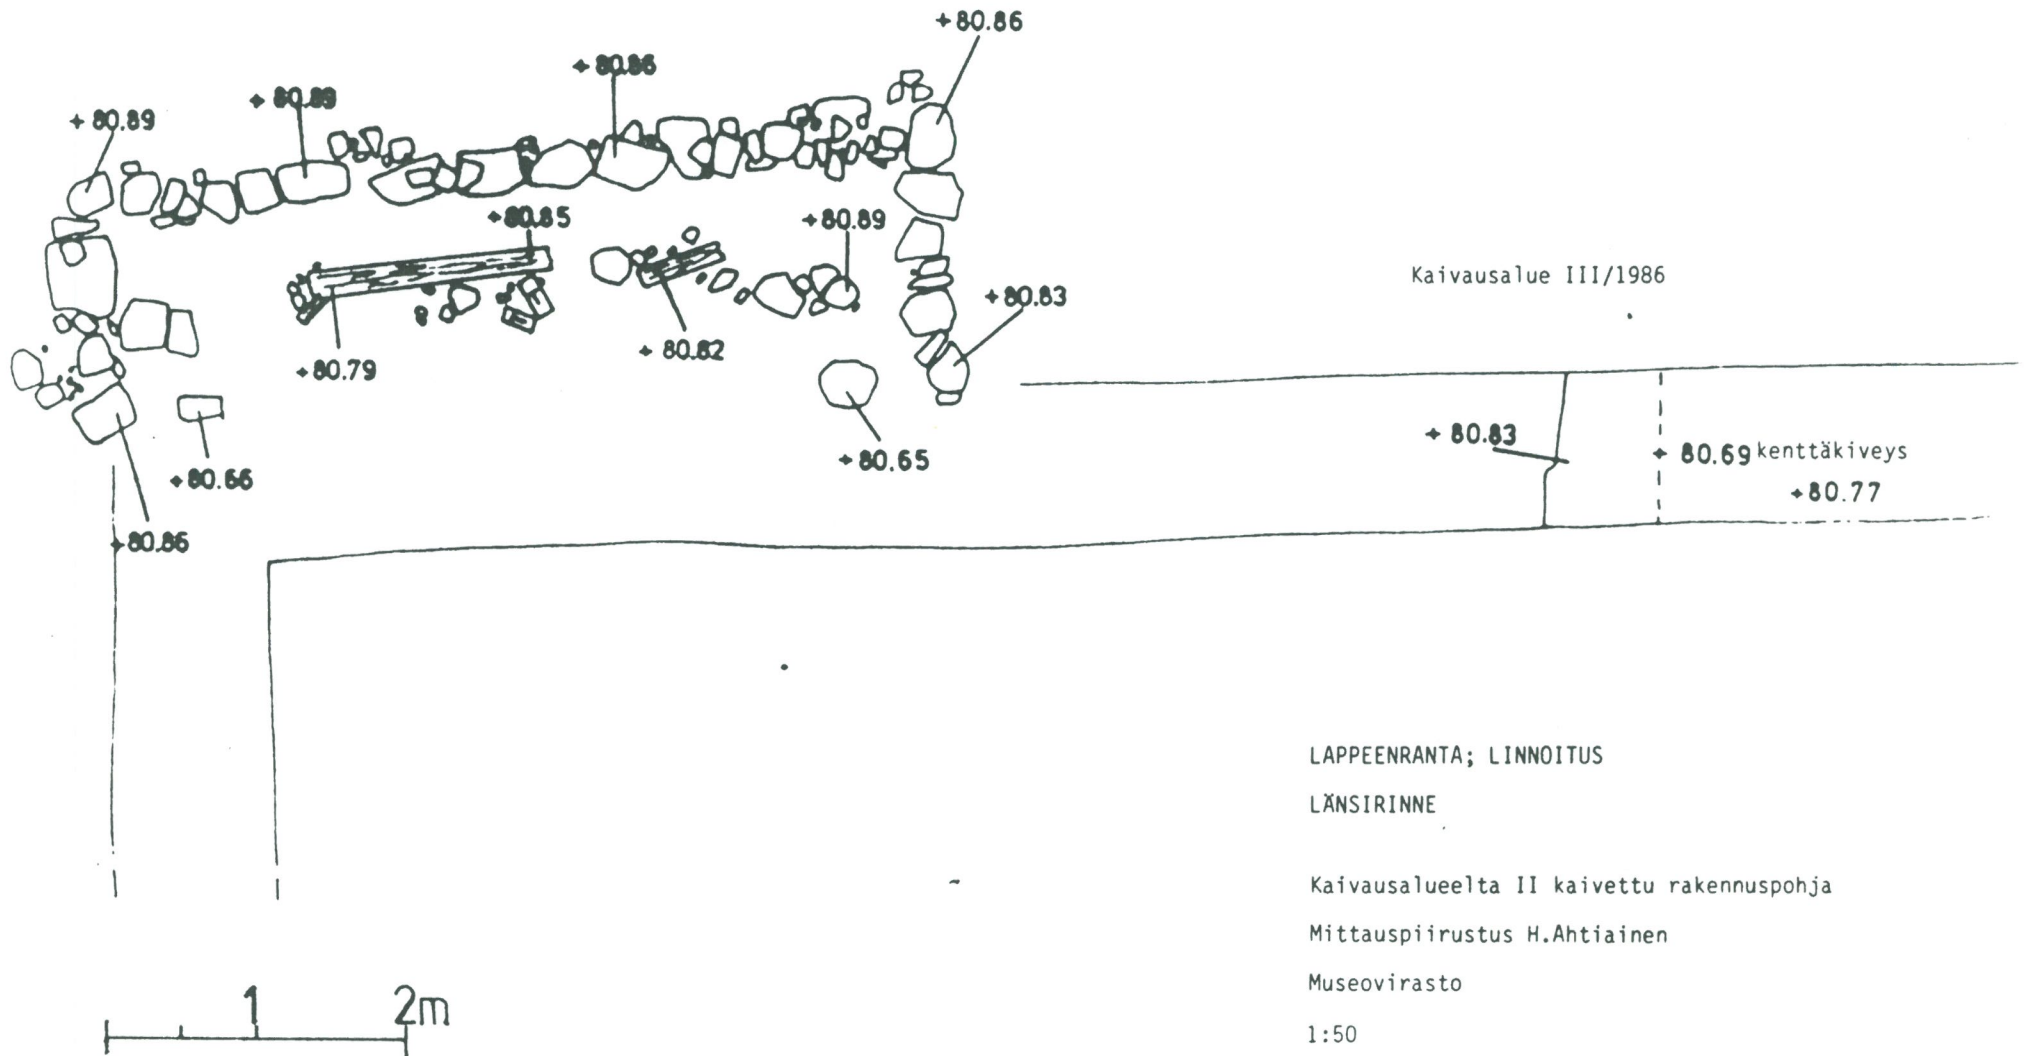 +80.86
+80.86
+80.89
+80.89
+80.85
+80.89
Kaivausalue III/1986
+80.83
+80.82
+80.79
+80.83
+80.69 kenttäkiveys
+80.65
+80.66
+80.77
+80.86
LAPPEENRANTA; LINNOITUS
LÄNSIRINNE
Kaivausalueelta II kaivettu rakennuspohja
Mittauspiirustus H.Ahtiainen
Museovirasto
1 2m
1:50